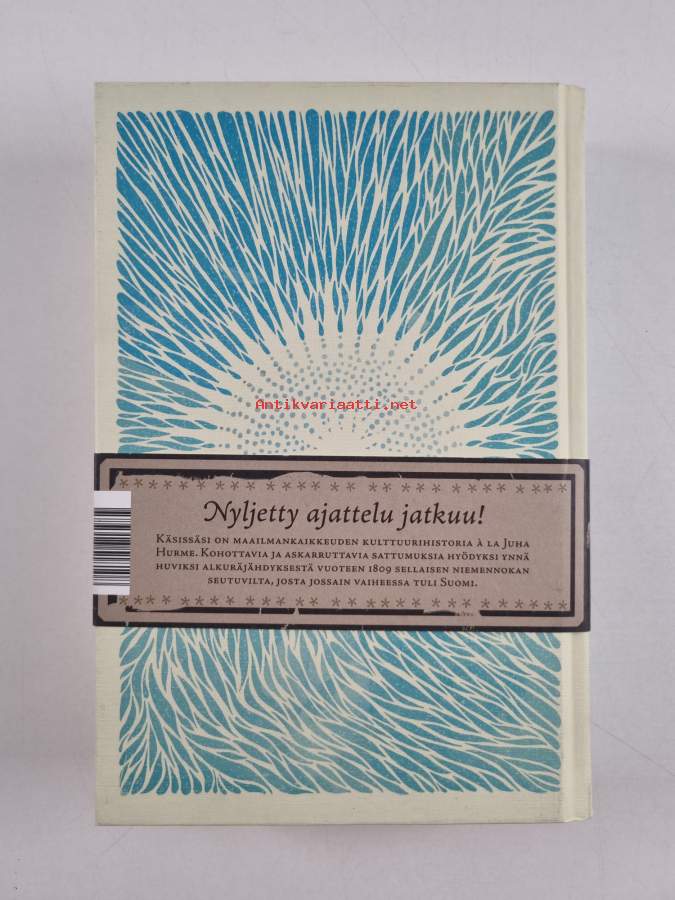 Antikvariaatti.net
Nyljetty ajattelu jatkuu!
Käsissäsi on maailmankaikkeuden kulttuurihistoria à la Juha
Hurme. Kohottavia ja askarruttavia sattumuksia hyödyksi ynnä
huviksi alkuräjähdyksestä vuoteen 1809 sellaisen niemennokan
seutuvilta, josta jossain vaiheessa tuli Suomi.